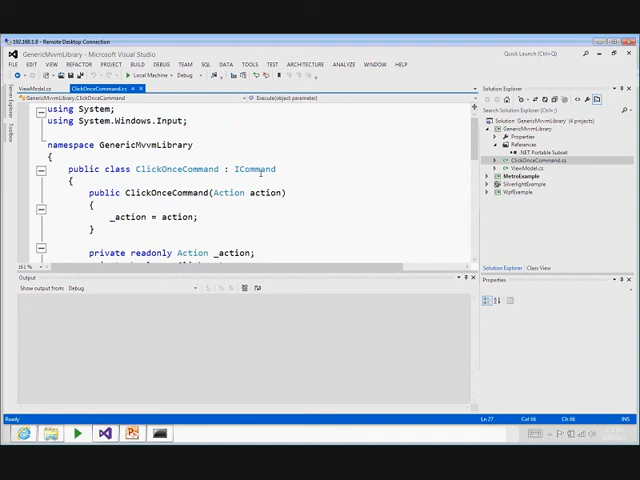 192.168.1.8 - Remote Desktop Connection
GenericMvvmLibrary - Microsoft Visual Studio
Quick Launch (Ctrl+Q)
FILE EDIT VIEW REFACTOR PROJECT BUILD DEBUG TEAM SQL DATA TOOLS TEST ARCHITECTURE ANALYZE WINDOW HELP
Local Machine Debug
ViewModel.cs ClickOnceCommand.cs
GenericMvvmLibrary.ClickOnceCommand Execute(object parameter)
using System;
using System.Windows.Input;
namespace GenericMvvmLibrary
{
public class ClickOnceCommand : ICommand
{
public ClickOnceCommand(Action action)
{
_action = action;
}
private readonly Action _action;
161 %
Server Explorer
Toolbox
Solution Explorer
Search Solution Explorer (Ctrl+;)
Solution 'GenericMvvmLibrary' (4 projects)
GenericMvvmLibrary
Properties
References
.NET Portable Subset
ClickOnceCommand.cs
ViewModel.cs
MetroExample
SilverlightExample
WpfExample
Solution Explorer Class View
Output
Show output from: Debug
Properties
Ready Ln 27 Col 66 Ch 66 INS